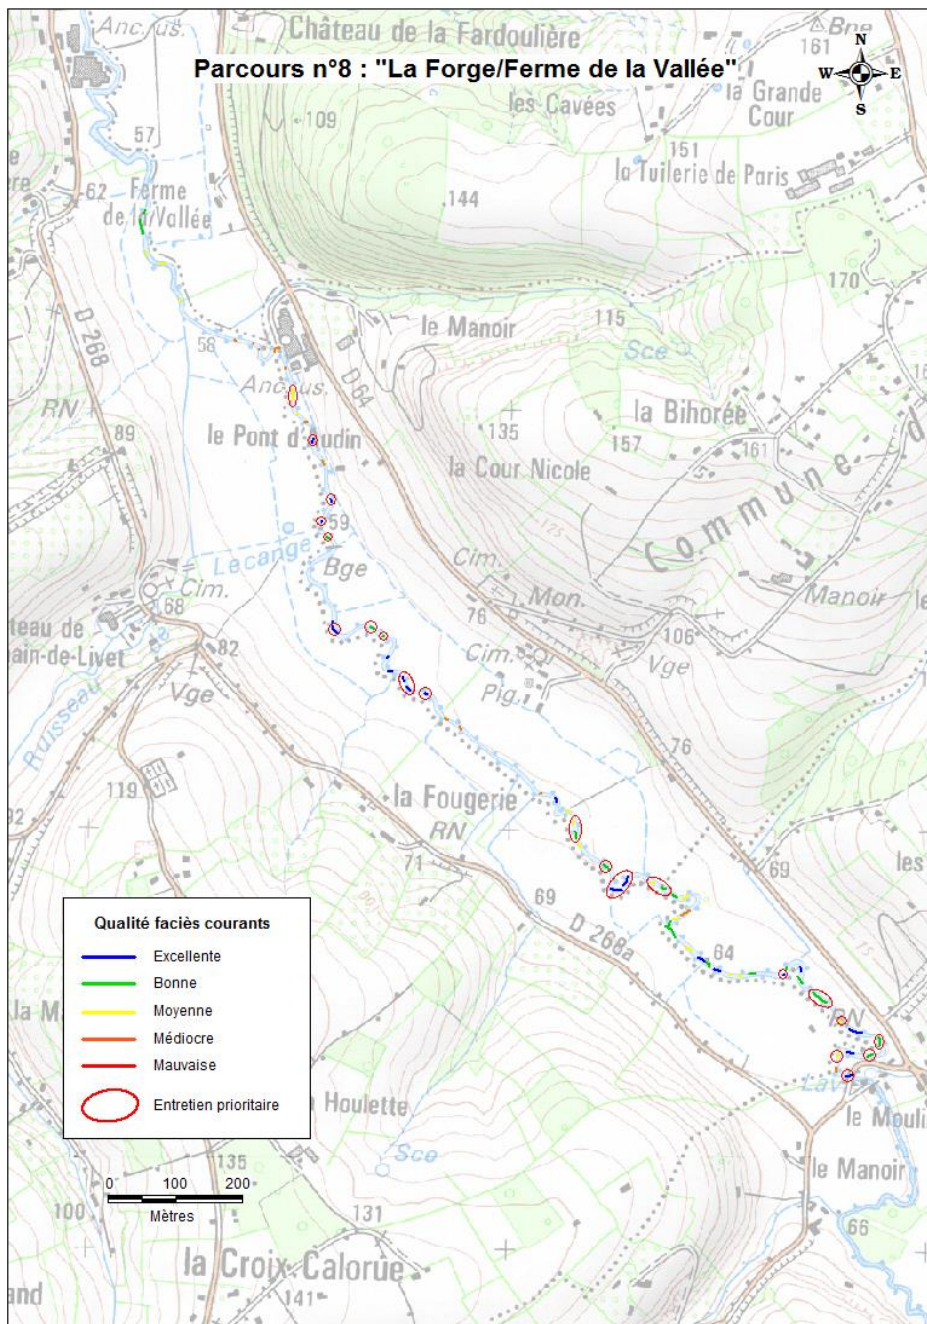 Anc. us.
Château de la Fardoulière
Bne
161
N
Parcours n°8 : "La Forge/Ferme de la Vallée"
W
E
S
les Cavées
la Grande
Cour
109
57
151
la Tuilerie de Paris
62
Ferme
de la Vallée
144
170
D 268
le Manoir
115
Sce
58
D 64
Anc. us.
RN
la Bihorée
89
le Pont d'Audin
135
157
161
la Cour Nicole
125
Commune d
59
Lecange
Bge
Cim.
Cim.
68
Mon.
Manoir
76
106
82
Cim.
Vge
Vge
Pig.
Ruisseau
76
119
la Fougerie
92
RN
71
69
les
69
D 268a
64
Qualité faciès courants
Excellente
Bonne
Moyenne
Médiocre
Mauvaise
Entretien prioritaire
RN
le Moulin
Houlette
Sce
le Manoir
135
0 100 200
Mètres
131
100
66
la Croix Calorue
141